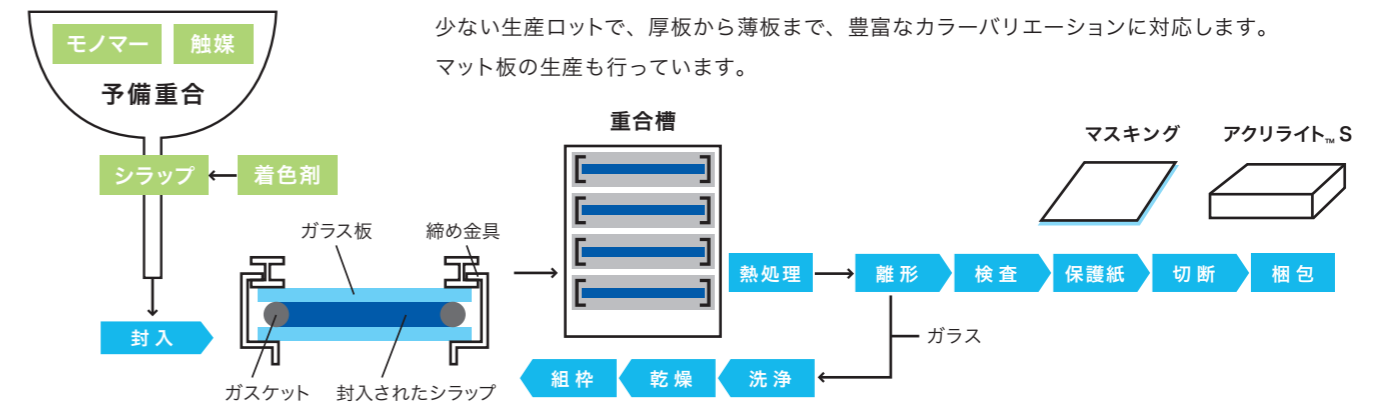 少ない生産ロットで、厚板から薄板まで、豊富なカラーバリエーションに対応します。
マット板の生産も行っています。
モノマー
触媒
予備重合
シラップ
着色剤
封入
ガラス板
締め金具
ガスケット
封入されたシラップ
重合槽
熱処理
マスキング
アクリライト™ S
離形
検査
保護紙
切断
梱包
ガラス
洗浄
乾燥
組枠